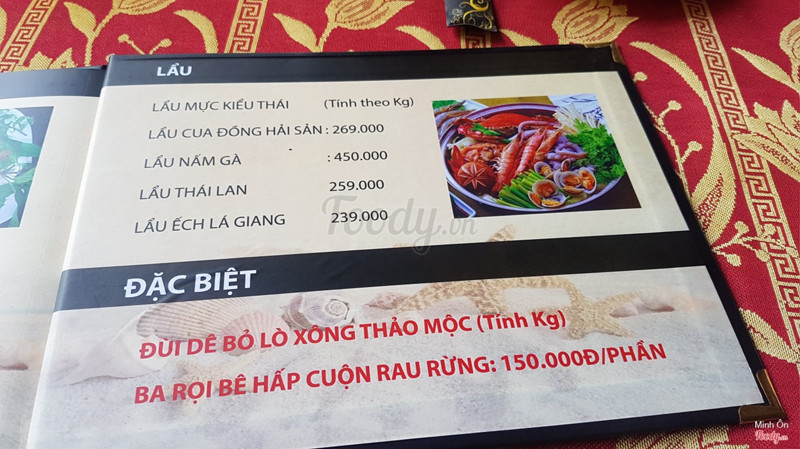 LẨU
LẨU MỰC KIỂU THÁI (Tính theo Kg)
LẨU CUA ĐỒNG HẢI SẢN : 269.000
LẨU NẤM GÀ : 450.000
LẨU THÁI LAN 259.000
LẨU ẾCH LÁ GIANG 239.000
Foody.vn
ĐẶC BIỆT
ĐÙI DÊ BỎ LÒ XÔNG THẢO MỘC (Tính Kg)
BA RỌI BÊ HẤP CUỘN RAU RỪNG: 150.000Đ/PHẦN
Minh Ôn
Foody.vn